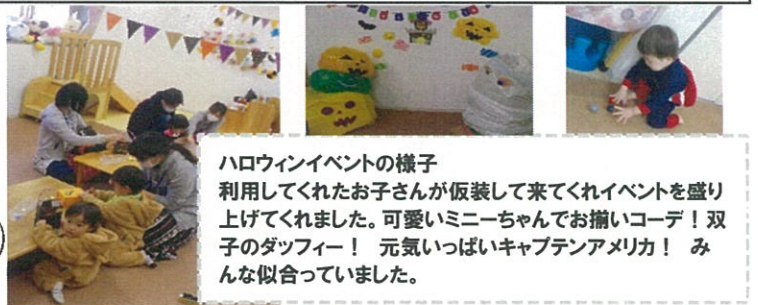 ハロウィンイベントの様子
利用してくれたお子さんが仮装して来てくれイベントを盛り
上げてくれました。可愛いミニーちゃんでお揃いコーデ！双
子のダッフィー！　元気いっぱいキャプテンアメリカ！　み
んな似合っていました。